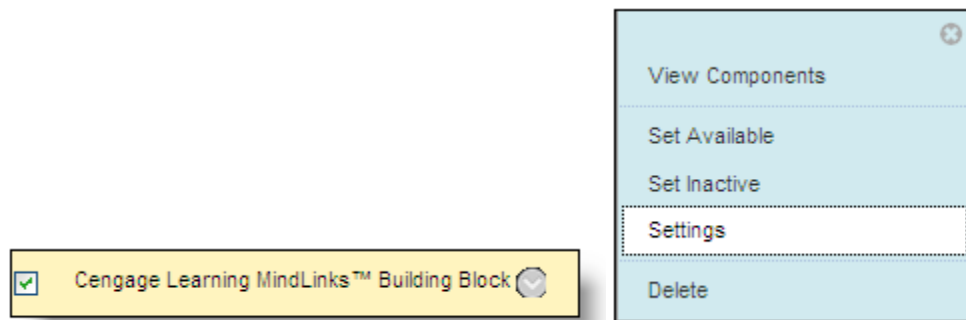 View Components
Set Available
Set Inactive
Settings
Cengage Learning MindLinks™ Building Block
Delete